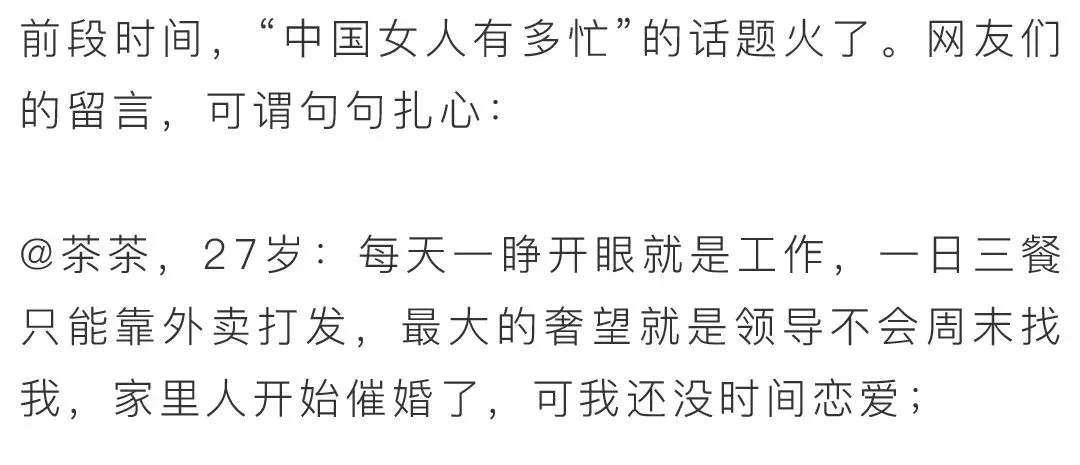 前段时间，“中国女人有多忙”的话题火了。网友们
的留言，可谓句句扎心：
@茶茶，27岁：每天一睁开眼就是工作，一日三餐
只能靠外卖打发，最大的奢望就是领导不会周末找
我，家里人开始催婚了，可我还没时间恋爱；